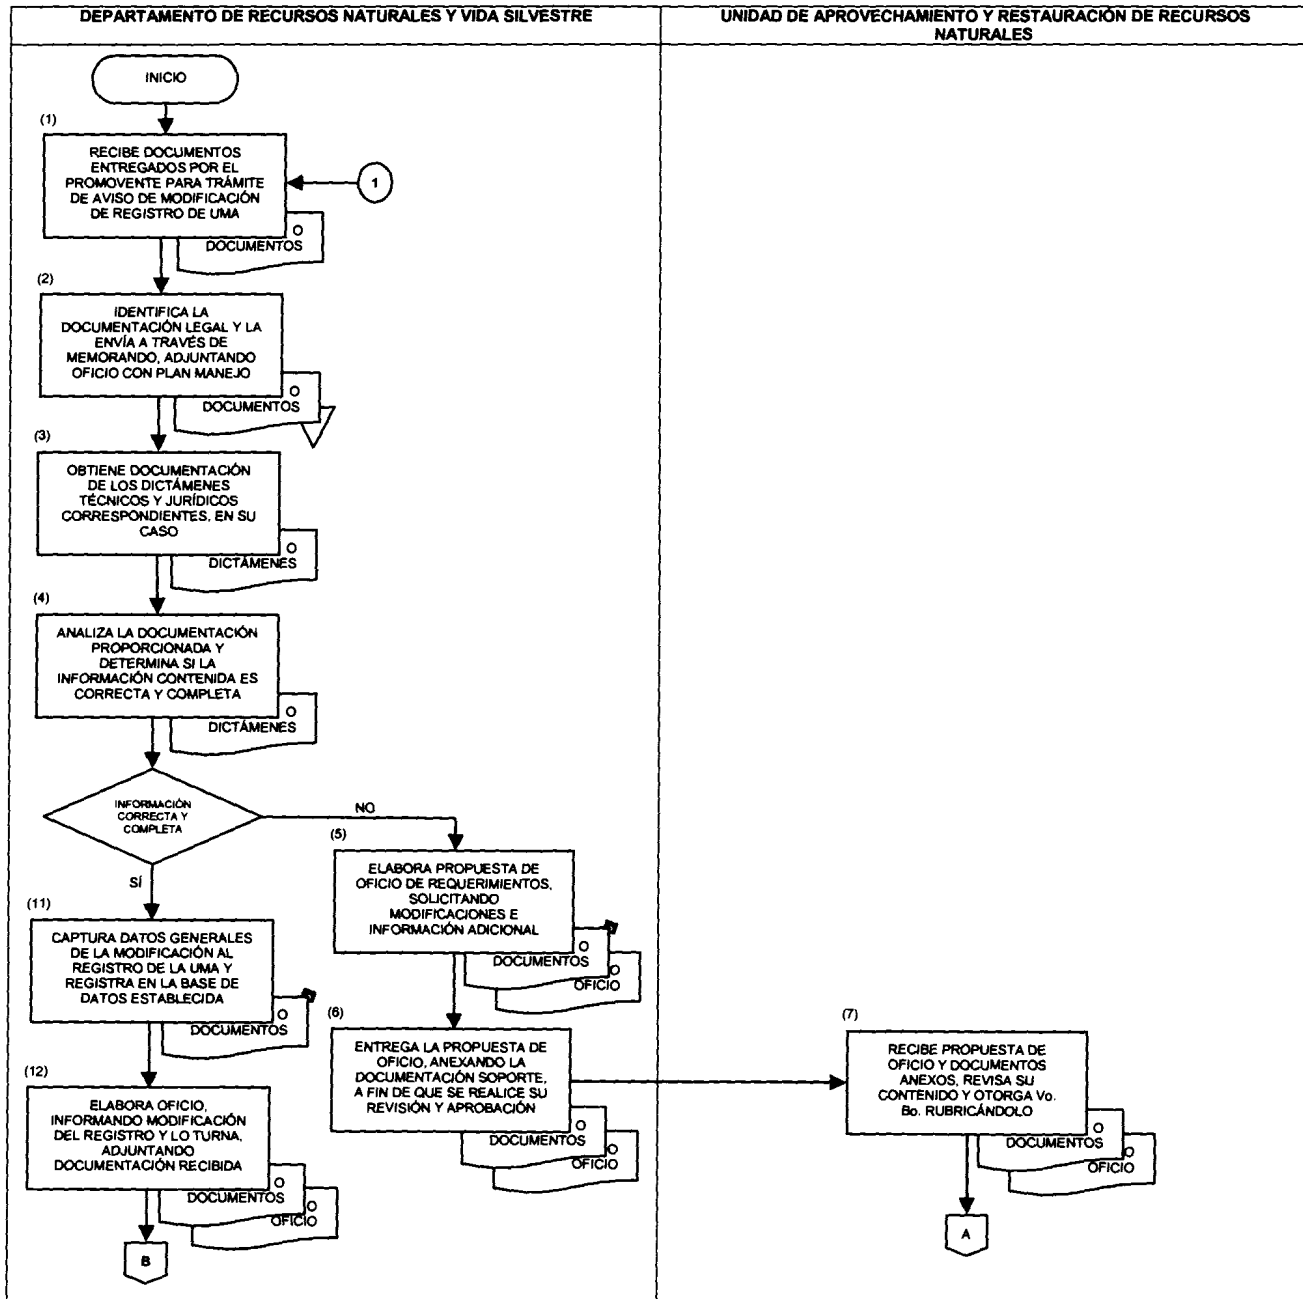 DEPARTAMENTO DE RECURSOS NATURALES Y VIDA SILVESTRE
UNIDAD DE APROVECHAMIENTO Y RESTAURACIÓN DE RECURSOS
NATURALES
INICIO
(1)
RECIBE DOCUMENTOS
ENTREGADOS POR EL
PROMOVENTE PARA TRÁMITE
DE AVISO DE MODIFICACIÓN
DE REGISTRO DE UMA
1
O
DOCUMENTOS
(2)
IDENTIFICA LA
DOCUMENTACIÓN LEGAL Y LA
ENVÍA A TRAVÉS DE
MEMORANDO, ADJUNTANDO
OFICIO CON PLAN MANEJO
O
DOCUMENTOS
(3)
OBTIENE DOCUMENTACIÓN
DE LOS DICTÁMENES
TÉCNICOS Y JURÍDICOS
CORRESPONDIENTES, EN SU
CASO
O
DICTÁMENES
(4)
ANALIZA LA DOCUMENTACIÓN
PROPORCIONADA Y
DETERMINA SI LA
INFORMACIÓN CONTENIDA ES
CORRECTA Y COMPLETA
O
DICTÁMENES
INFORMACIÓN
CORRECTA Y
COMPLETA
NO
SÍ
(5)
ELABORA PROPUESTA DE
OFICIO DE REQUERIMIENTOS,
SOLICITANDO
MODIFICACIONES E
INFORMACIÓN ADICIONAL
O
DOCUMENTOS
O
OFICIO
(11)
CAPTURA DATOS GENERALES
DE LA MODIFICACIÓN AL
REGISTRO DE LA UMA Y
REGISTRA EN LA BASE DE
DATOS ESTABLECIDA
O
DOCUMENTOS
(6)
ENTREGA LA PROPUESTA DE
OFICIO, ANEXANDO LA
DOCUMENTACIÓN SOPORTE,
A FIN DE QUE SE REALICE SU
REVISIÓN Y APROBACIÓN
O
DOCUMENTOS
O
OFICIO
(7)
RECIBE PROPUESTA DE
OFICIO Y DOCUMENTOS
ANEXOS, REVISA SU
CONTENIDO Y OTORGA Vo.
Bo. RUBRICÁNDOLO
O
DOCUMENTOS
O
OFICIO
(12)
ELABORA OFICIO,
INFORMANDO MODIFICACIÓN
DEL REGISTRO Y LO TURNA,
ADJUNTANDO
DOCUMENTACIÓN RECIBIDA
O
DOCUMENTOS
O
OFICIO
B
A